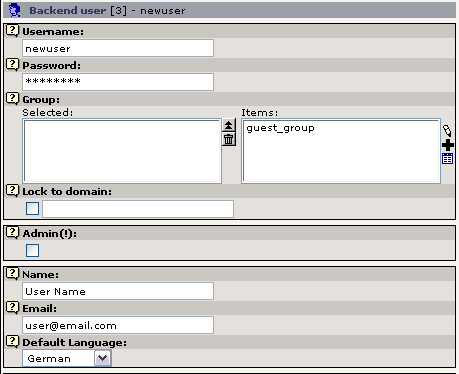 Backend user [3] - newuser
? Username:
newuser
? Password:
********
? Group:
Selected: Items:
guest_group
? Lock to domain:
? Admin(!):
? Name:
User Name
? Email:
user@email.com
? Default Language:
German